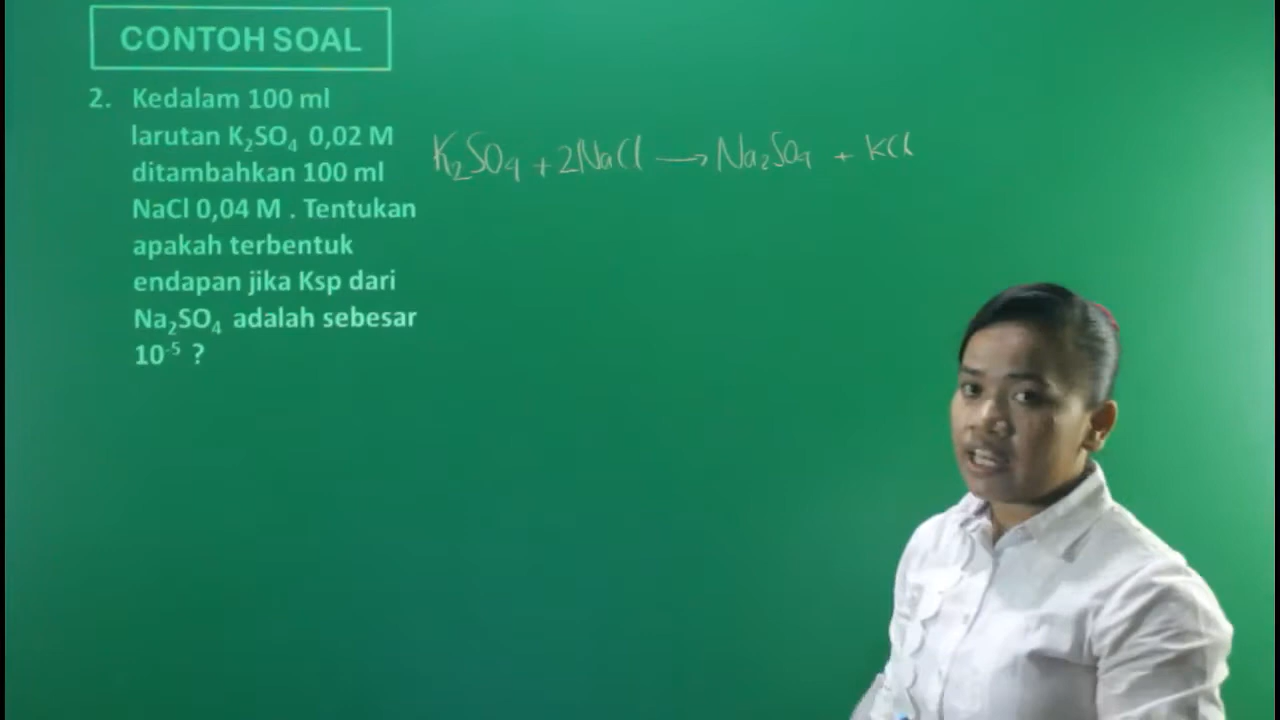 CONTOH SOAL
2. Kedalam 100 ml
larutan K₂SO₄ 0,02 M
ditambahkan 100 ml
NaCl 0,04 M . Tentukan
apakah terbentuk
endapan jika Ksp dari
Na₂SO₄ adalah sebesar
10⁻⁵ ?
K₂SO₄ + 2NaCl → Na₂SO₄ + KCl